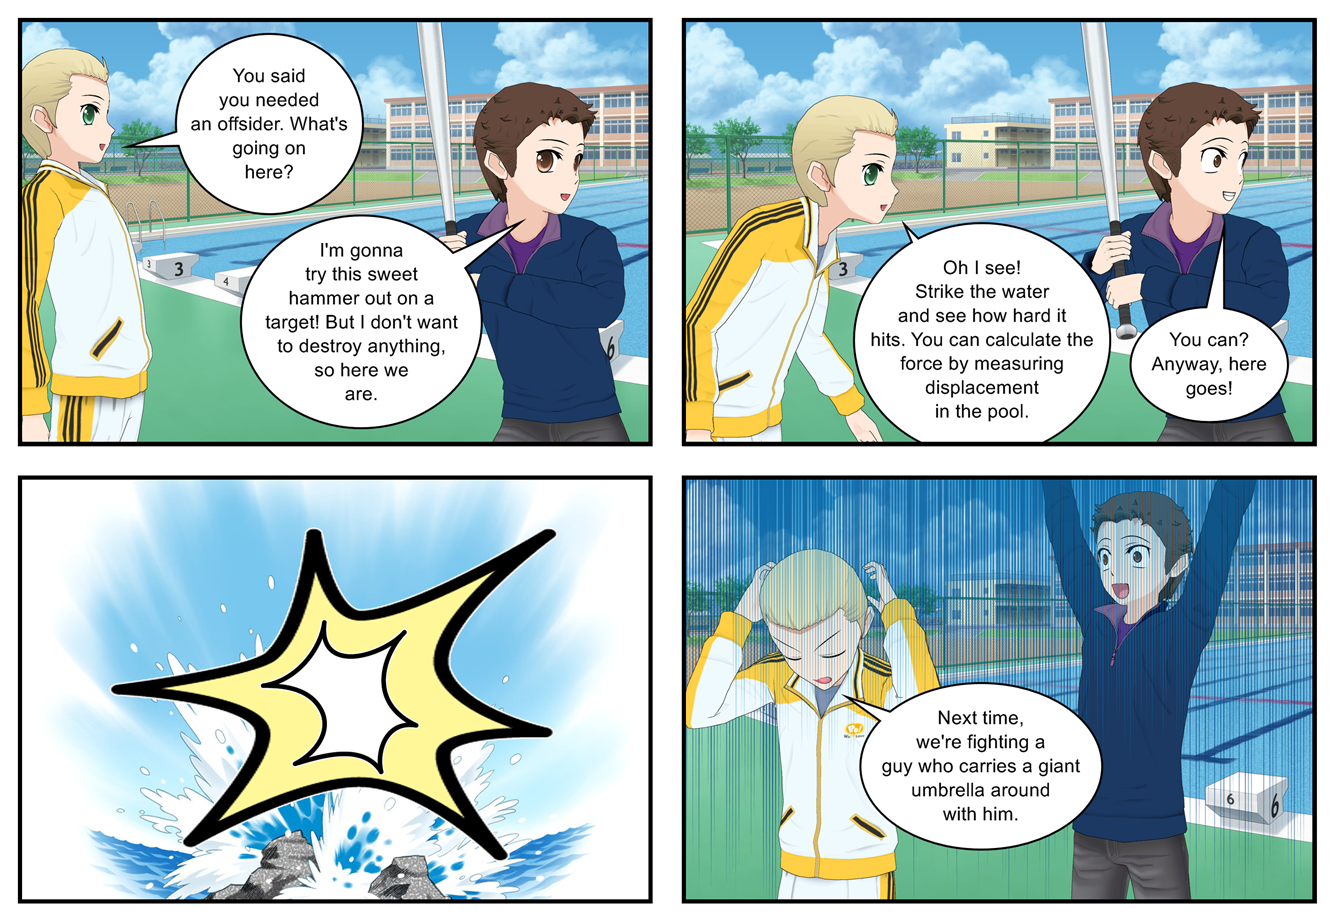 You said
you needed
an offsider. What's
going on
here?
I'm gonna
try this sweet
hammer out on a
target! But I don't want
to destroy anything,
so here we
are.
3
3
4
6
Oh I see!
Strike the water
and see how hard it
hits. You can calculate the
force by measuring
displacement
in the pool.
You can?
Anyway, here
goes!
3
Next time,
we're fighting a
guy who carries a giant
umbrella around
with him.
6
6